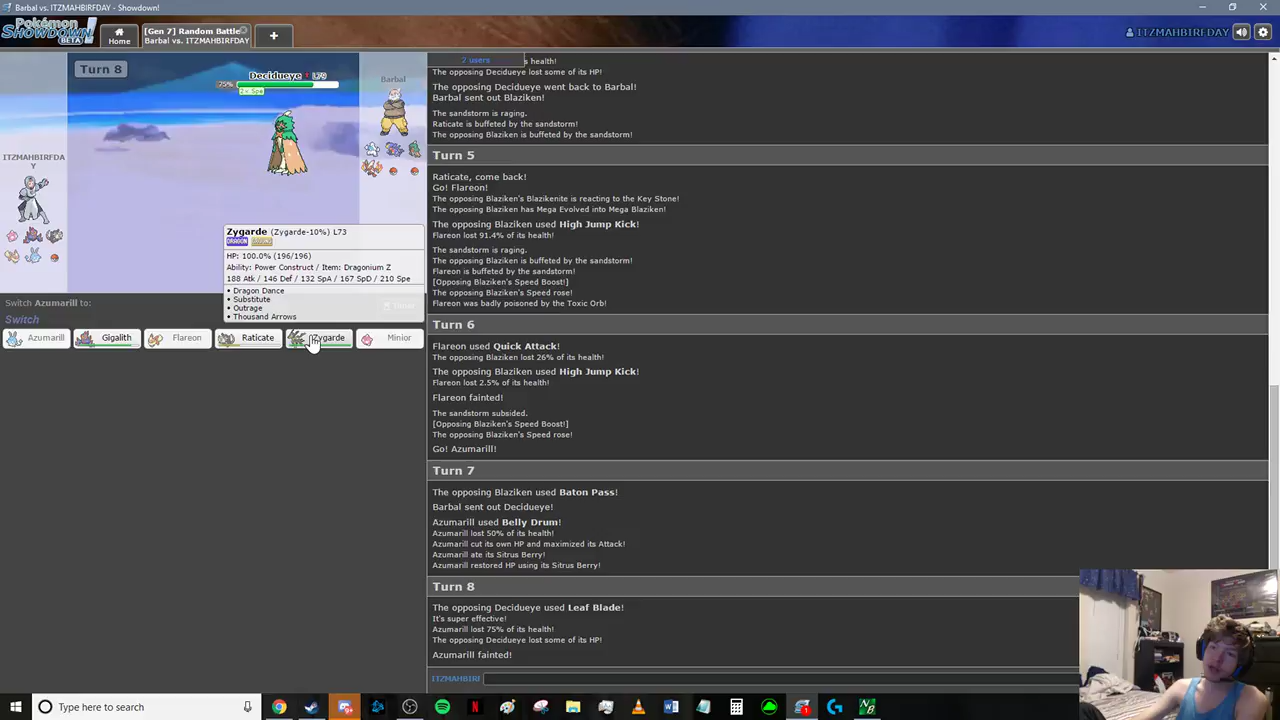 Barbal vs. ITZMAHBIRFDAY - Showdown!
Pokémon
SHOWDOWN!
BETA!
Home
[Gen 7] Random Battle
Barbal vs. ITZMAHBIRFDAY
ITZMAHBIRFDAY
Turn 8
Decidueye L79
75%
2× Spe
Barbal
ITZMAHBIRFDA
Y
Zygarde (Zygarde-10%) L73
DRAGON
HP: 100.0% (196/196)
Ability: Power Construct / Item: Dragonium Z
188 Atk / 146 Def / 132 SpA / 167 SpD / 210 Spe
• Dragon Dance
• Substitute
• Outrage
• Thousand Arrows
Switch Azumarill to:
Switch
Azumarill
Gigalith
Flareon
Raticate
Zygarde
Minior
7 users
s health!
The opposing Decidueye lost some of its HP!
The opposing Decidueye went back to Barbal!
Barbal sent out Blaziken!
The sandstorm is raging.
Raticate is buffeted by the sandstorm!
The opposing Blaziken is buffeted by the sandstorm!
Turn 5
Raticate, come back!
Go! Flareon!
The opposing Blaziken's Blazikenite is reacting to the Key Stone!
The opposing Blaziken has Mega Evolved into Mega Blaziken!
The opposing Blaziken used High Jump Kick!
Flareon lost 91.4% of its health!
The sandstorm is raging.
The opposing Blaziken is buffeted by the sandstorm!
Flareon is buffeted by the sandstorm!
[Opposing Blaziken's Speed Boost!]
The opposing Blaziken's Speed rose!
Flareon was badly poisoned by the Toxic Orb!
Turn 6
Flareon used Quick Attack!
The opposing Blaziken lost 26% of its health!
The opposing Blaziken used High Jump Kick!
Flareon lost 2.5% of its health!
Flareon fainted!
The sandstorm subsided.
[Opposing Blaziken's Speed Boost!]
The opposing Blaziken's Speed rose!
Go! Azumarill!
Turn 7
The opposing Blaziken used Baton Pass!
Barbal sent out Decidueye!
Azumarill used Belly Drum!
Azumarill lost 50% of its health!
Azumarill cut its own HP and maximized its Attack!
Azumarill ate its Sitrus Berry!
Azumarill restored HP using its Sitrus Berry!
Turn 8
The opposing Decidueye used Leaf Blade!
It's super effective!
Azumarill lost 75% of its health!
The opposing Decidueye lost some of its HP!
Azumarill fainted!
ITZMAHBIRF
Type here to search